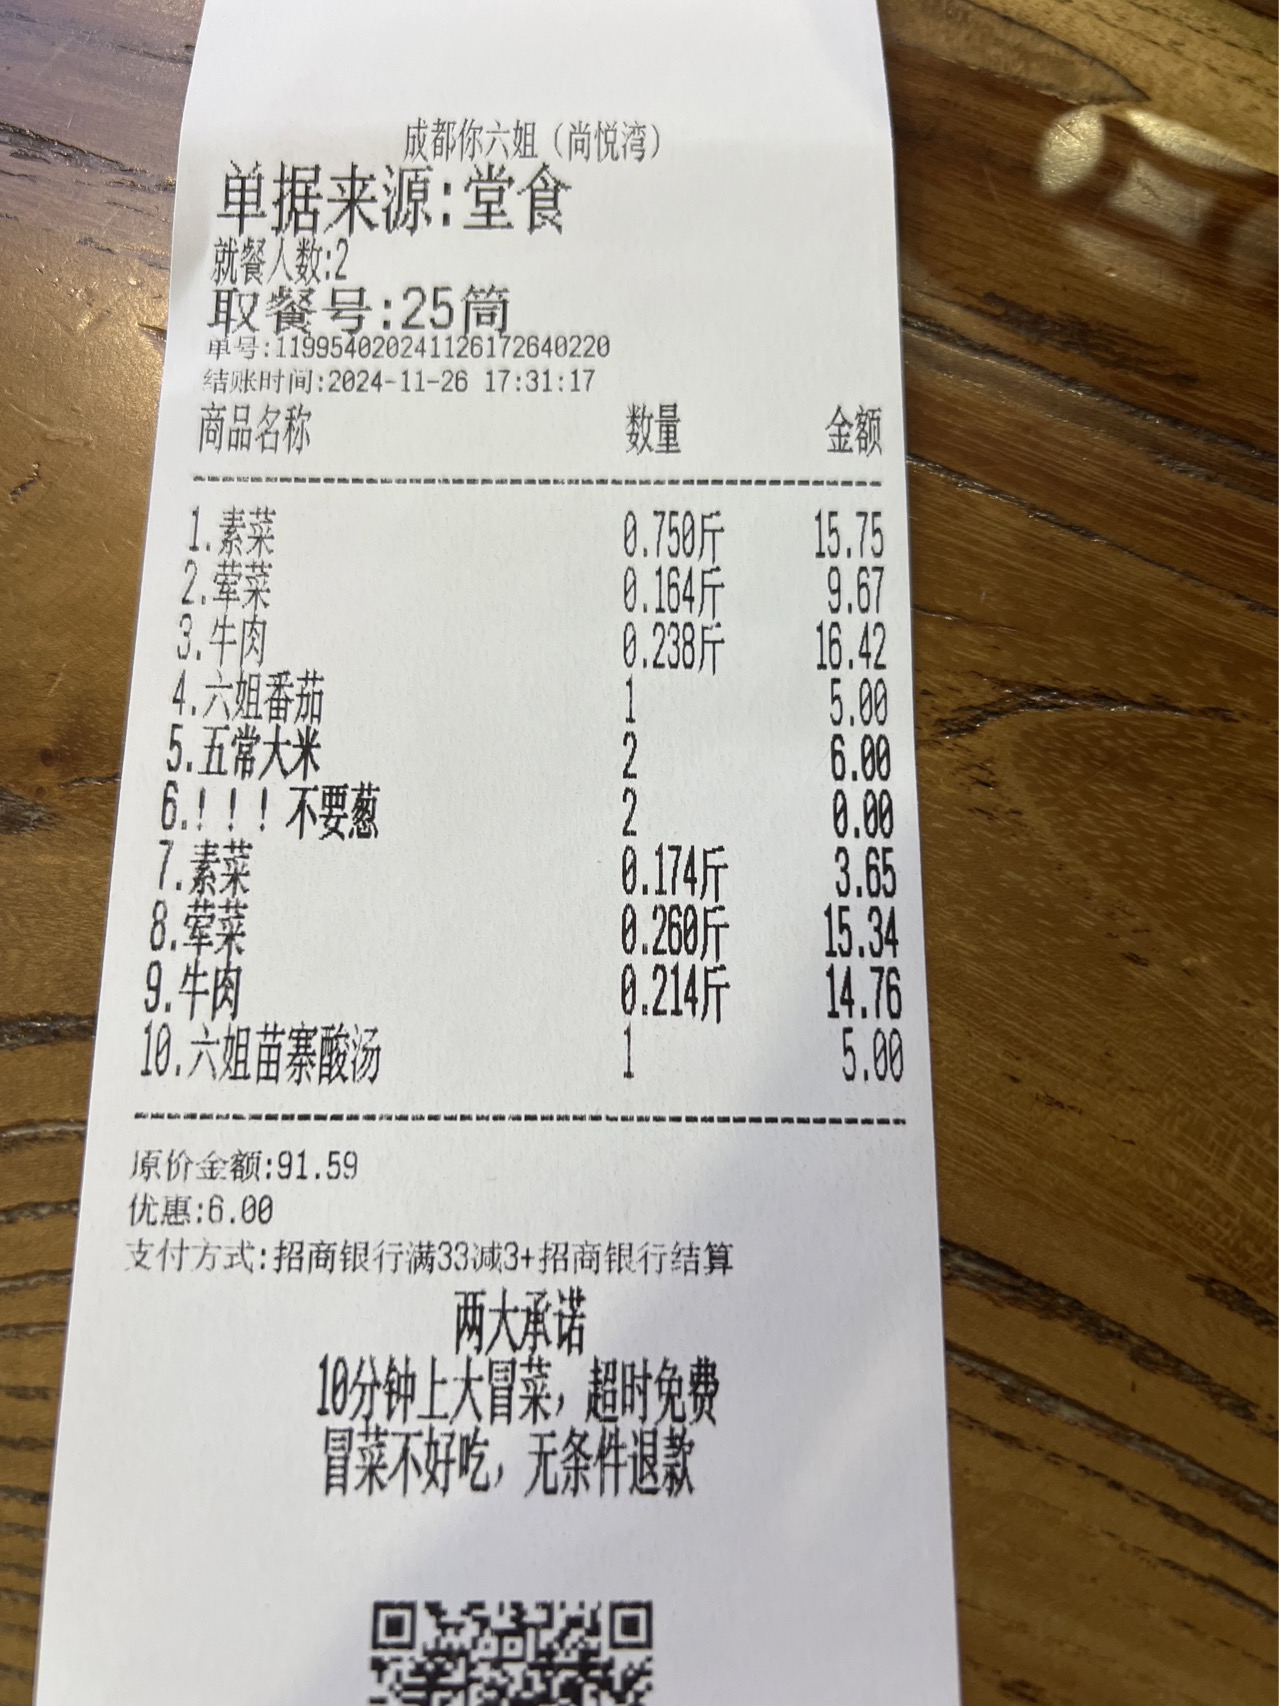 成都你六姐（尚悦湾）
单据来源:堂食
就餐人数:2
取餐号:25筒
单号:11995402024112617264022​0
结账时间:2024-11-26 17:31:17
商品名称 数量 金额
1.素菜 0.750斤 15.75
2.荤菜 0.164斤 9.67
3.牛肉 0.238斤 16.42
4.六姐番茄 1 5.00
5.五常大米 2 6.00
6.！！！不要葱 2 0.00
7.素菜 0.174斤 3.65
8.荤菜 0.260斤 15.34
9.牛肉 0.214斤 14.76
10.六姐苗寨酸汤 1 5.00
原价金额:91.59
优惠:6.00
支付方式:招商银行满33减3+招商银行结算
两大承诺
10分钟上大冒菜，超时免费
冒菜不好吃，无条件退款